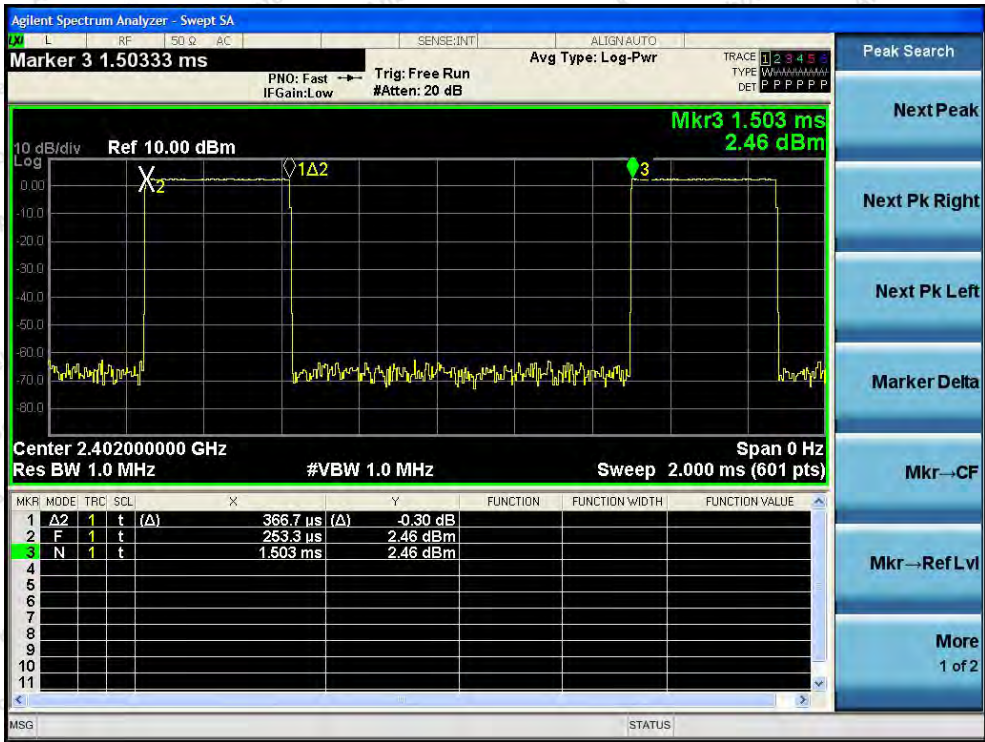 Agilent Spectrum Analyzer - Swept SA
LXI L RF 50 Ω AC SENSE:INT ALIGN AUTO
Marker 3 1.50333 ms
PNO: Fast Trig: Free Run
IFGain:Low #Atten: 20 dB
Avg Type: Log-Pwr
TRACE 1 2 3 4 5 6
TYPE W
DET P P P P P P
Mkr3 1.503 ms
2.46 dBm
10 dB/div Ref 10.00 dBm
Log
X2
1Δ2
3
0.00
-10.0
-20.0
-30.0
-40.0
-50.0
-60.0
-70.0
-80.0
Center 2.402000000 GHz Span 0 Hz
Res BW 1.0 MHz #VBW 1.0 MHz Sweep 2.000 ms (601 pts)
MKR MODE TRC SCL X Y FUNCTION FUNCTION WIDTH FUNCTION VALUE
1 Δ2 1 t (Δ) 366.7 µs (Δ) -0.30 dB
2 F 1 t 253.3 µs 2.46 dBm
3 N 1 t 1.503 ms 2.46 dBm
4
5
6
7
8
9
10
11
MSG STATUS
Peak Search
Next Peak
Next Pk Right
Next Pk Left
Marker Delta
Mkr→CF
Mkr→Ref Lvl
More
1 of 2